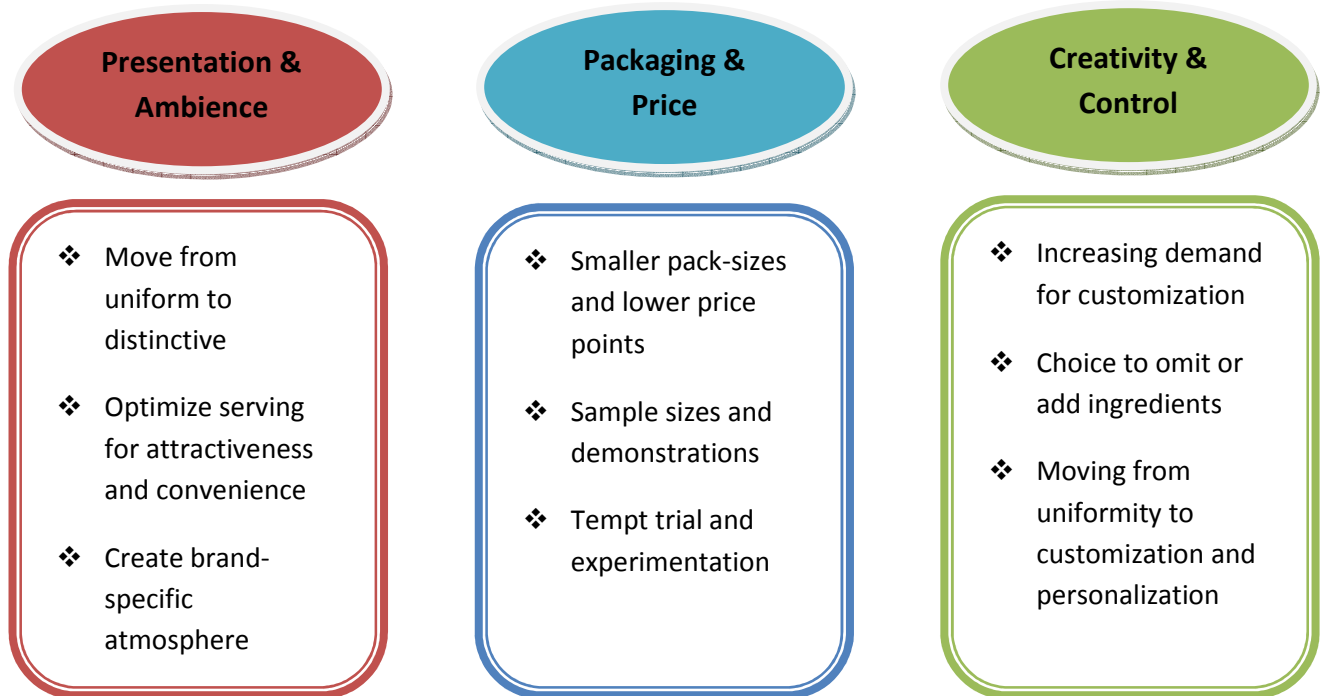 Presentation &
Ambience
❖ Move from
uniform to
distinctive
❖ Optimize serving
for attractiveness
and convenience
❖ Create brand-
specific
atmosphere
Packaging &
Price
❖ Smaller pack-sizes
and lower price
points
❖ Sample sizes and
demonstrations
❖ Tempt trial and
experimentation
Creativity &
Control
❖ Increasing demand
for customization
❖ Choice to omit or
add ingredients
❖ Moving from
uniformity to
customization and
personalization